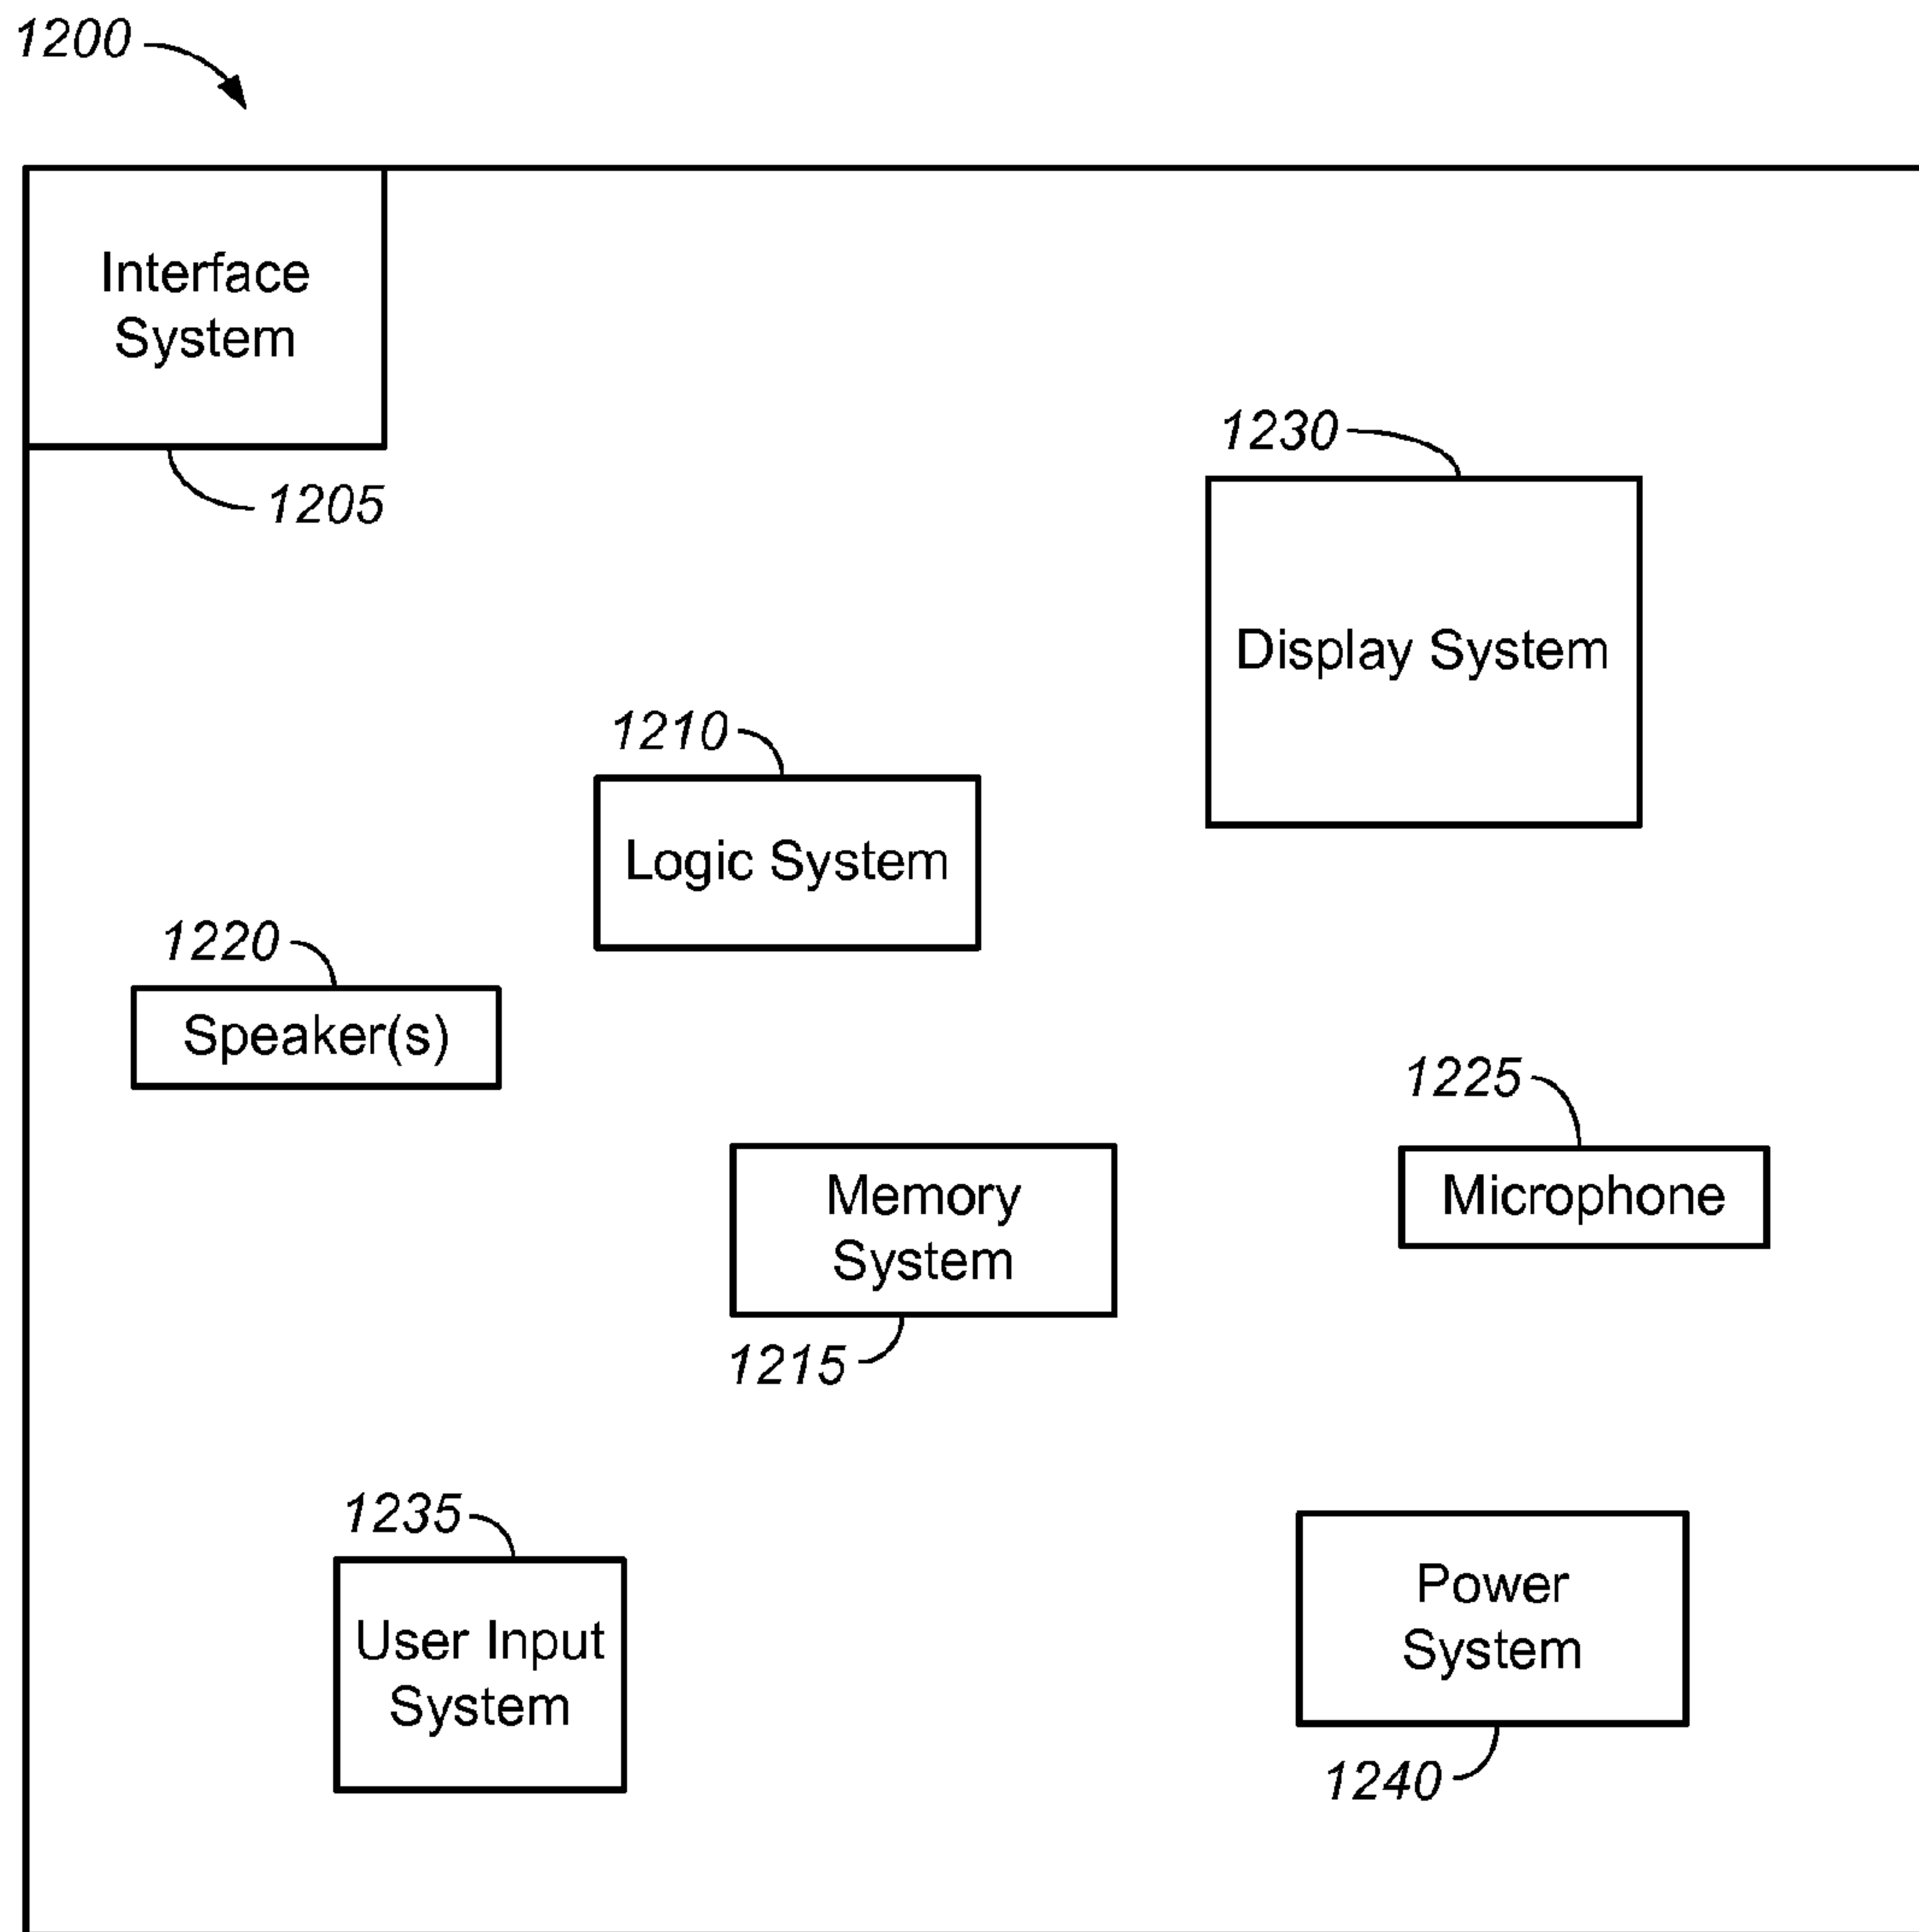 1200
Interface
System
1205
1230
Display System
1210
Logic System
1220
Speaker(s)
1225
Microphone
Memory
System
1215
1235
User Input
System
Power
System
1240